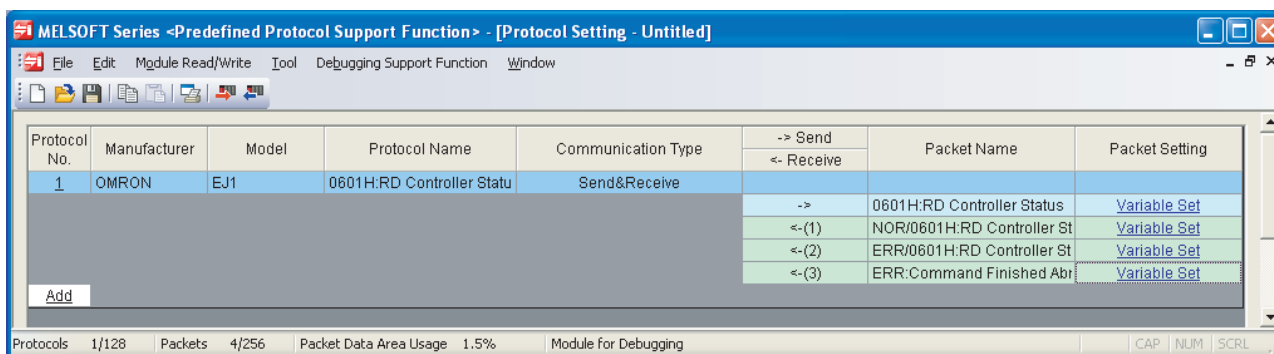 MELSOFT Series <Predefined Protocol Support Function> - [Protocol Setting - Untitled]
File Edit Module Read/Write Tool Debugging Support Function Window
Protocol No. Manufacturer Model Protocol Name Communication Type -> Send <- Receive Packet Name Packet Setting
1 OMRON EJ1 0601H:RD Controller Statu Send&Receive
-> 0601H:RD Controller Status Variable Set
<-(1) NOR/0601H:RD Controller St Variable Set
<-(2) ERR/0601H:RD Controller St Variable Set
<-(3) ERR:Command Finished Abr Variable Set
Add
Protocols 1/128 Packets 4/256 Packet Data Area Usage 1.5% Module for Debugging CAP NUM SCRL